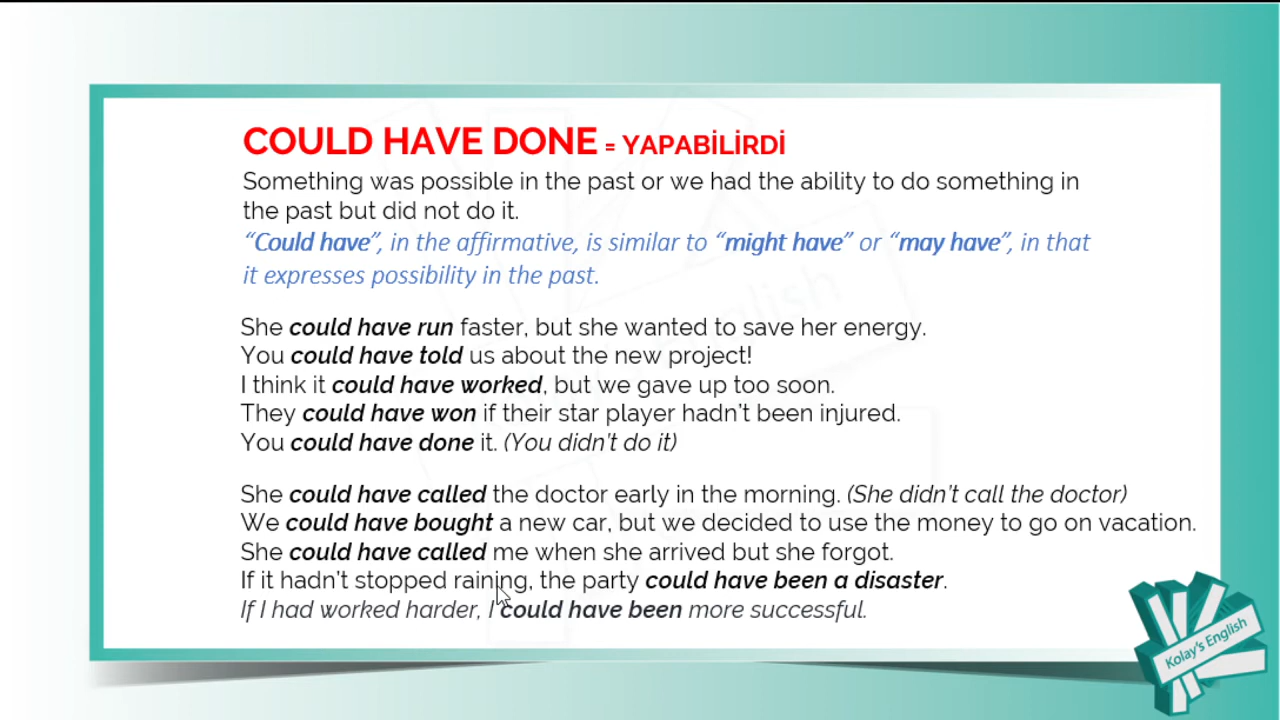 COULD HAVE DONE = YAPABİLİRDİ
Something was possible in the past or we had the ability to do something in
the past but did not do it.
“Could have”, in the affirmative, is similar to “might have” or “may have”, in that
it expresses possibility in the past.
She could have run faster, but she wanted to save her energy.
You could have told us about the new project!
I think it could have worked, but we gave up too soon.
They could have won if their star player hadn’t been injured.
You could have done it. (You didn’t do it)
She could have called the doctor early in the morning. (She didn’t call the doctor)
We could have bought a new car, but we decided to use the money to go on vacation.
She could have called me when she arrived but she forgot.
If it hadn’t stopped raining, the party could have been a disaster.
If I had worked harder, I could have been more successful.
Kolay's English